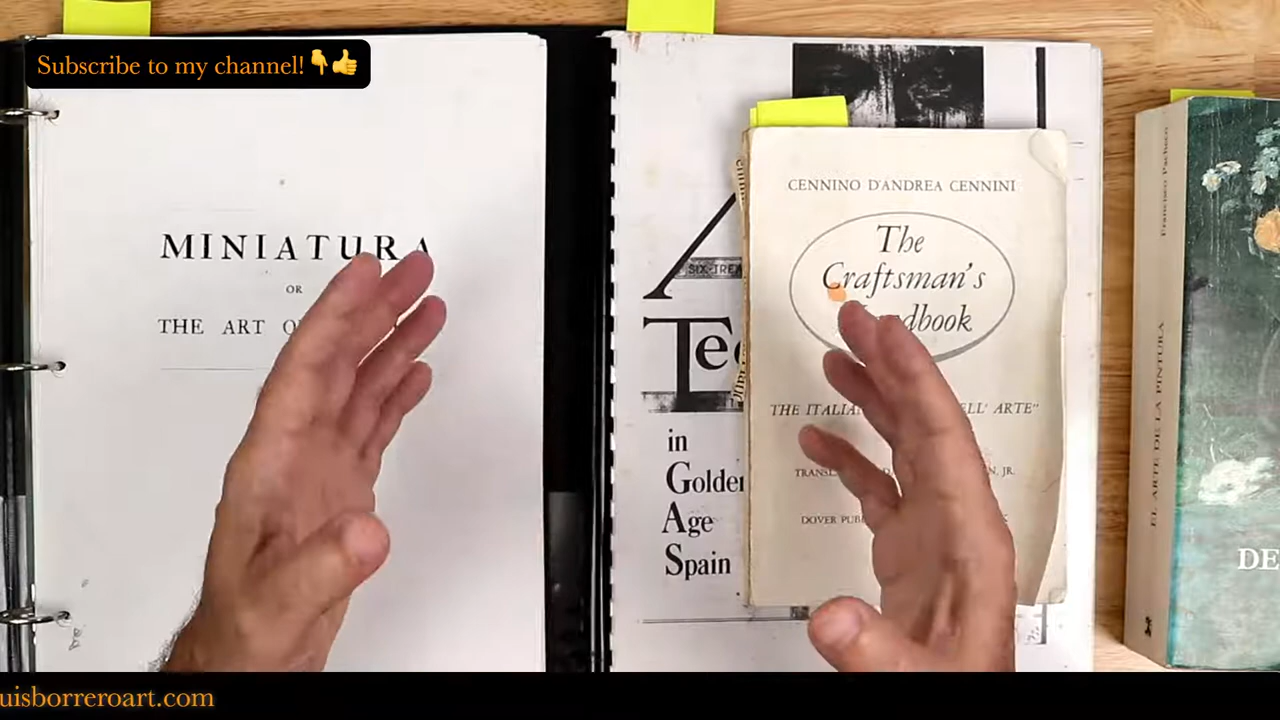 Subscribe to my channel!👇👍
MINIATURA
OR
THE ART O
A
SIX TREA
Te
in
Golden
Age
Spain
CENNINO D'ANDREA CENNINI
The
Craftsman's
Handbook
THE ITALIAN ELL' ARTE"
TRANSL N, JR.
DOVER PUB
Francisco Pacheco
EL ARTE DE LA PINTURA
DE
uisborreroart.com